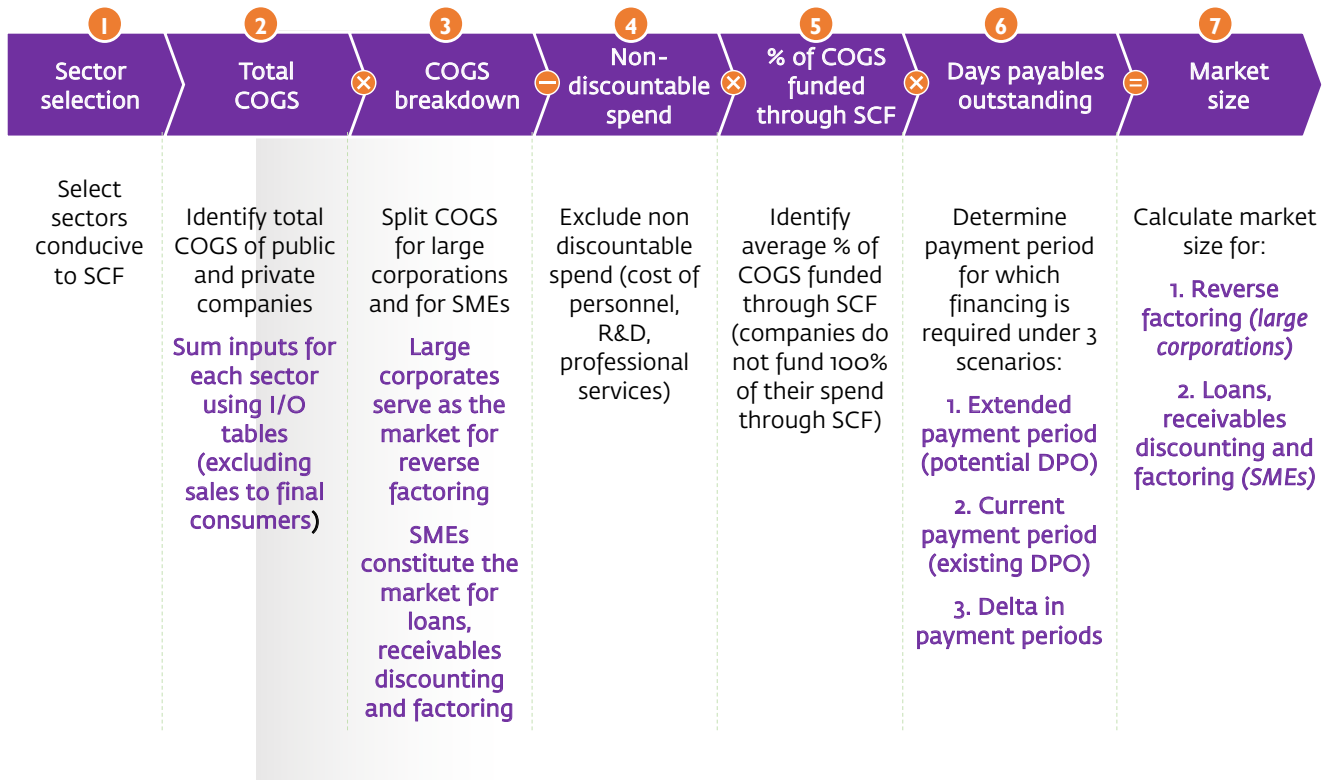 1
Sector
selection
2
Total
COGS
×
3
COGS
breakdown
−
4
Non-
discountable
spend
×
5
% of COGS
funded
through SCF
×
6
Days payables
outstanding
=
7
Market
size
Select
sectors
conducive
to SCF
Identify total
COGS of public
and private
companies
Sum inputs for
each sector
using I/O
tables
(excluding
sales to final
consumers)
Split COGS
for large
corporations
and for SMEs
Large
corporates
serve as the
market for
reverse
factoring
SMEs
constitute the
market for
loans,
receivables
discounting
and factoring
Exclude non
discountable
spend (cost of
personnel,
R&D,
professional
services)
Identify
average % of
COGS funded
through SCF
(companies do
not fund 100%
of their spend
through SCF)
Determine
payment period
for which
financing is
required under 3
scenarios:
1. Extended
payment period
(potential DPO)
2. Current
payment period
(existing DPO)
3. Delta in
payment periods
Calculate market
size for:
1. Reverse
factoring (large
corporations)
2. Loans,
receivables
discounting and
factoring (SMEs)